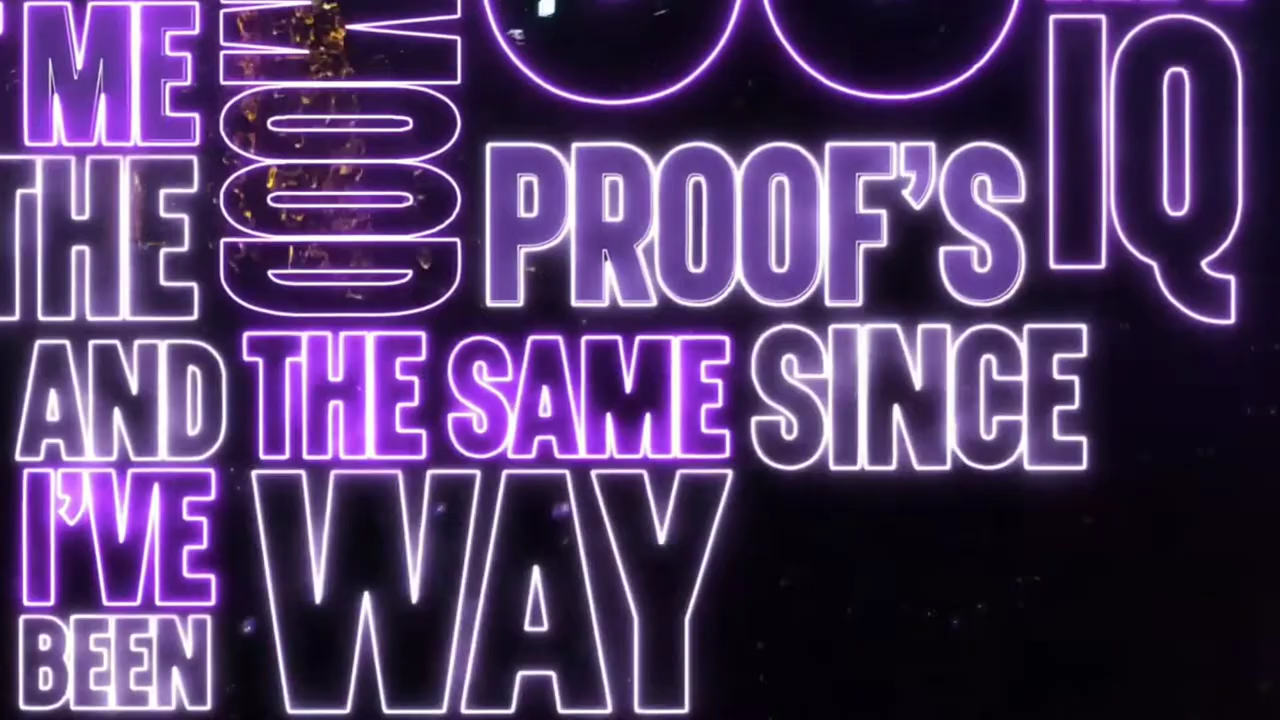 'ME
THE
MOOD
PROOF'S
IQ
AND THE SAME SINCE
I'VE
BEEN
WAY